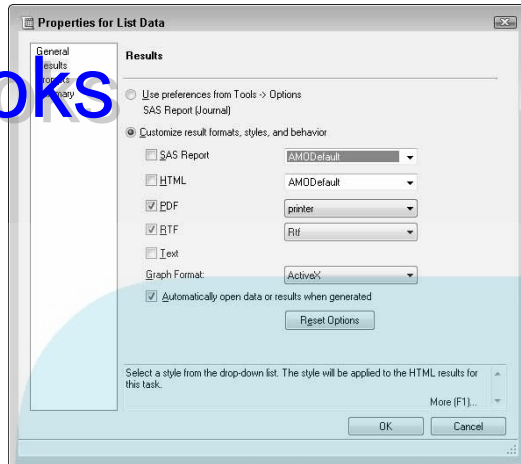 Properties for List Data
General
Results
Results
oks
Use preferences from Tools -> Options
SAS Report (Journal)
Customize result formats, styles, and behavior
SAS Report AMODefault
HTML AMODefault
PDF printer
RTF Rtf
Text
Graph Format: ActiveX
Automatically open data or results when generated
Reset Options
Select a style from the drop-down list. The style will be applied to the HTML results for
this task.
More (F1)...
OK Cancel